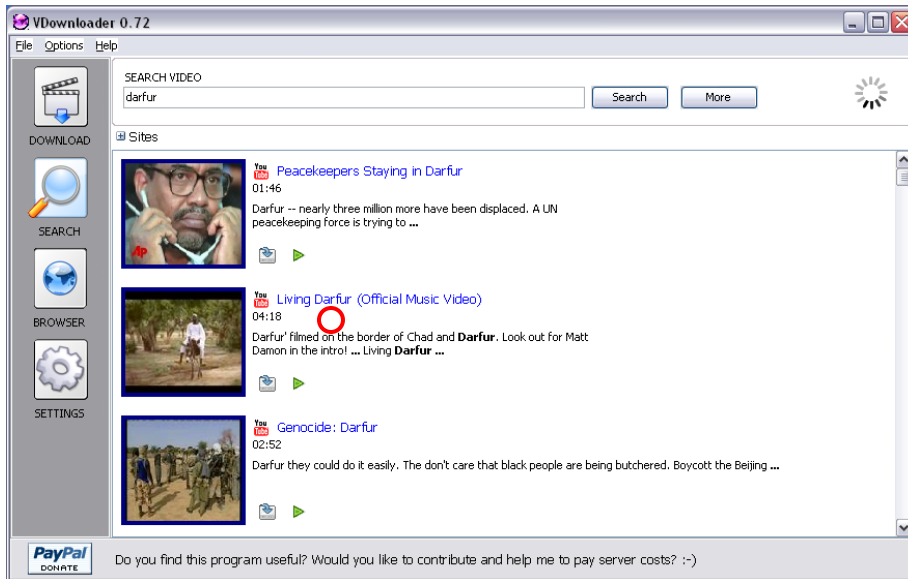 VDownloader 0.72
File Options Help
SEARCH VIDEO
darfur
Search More
DOWNLOAD
Sites
You Tube Peacekeepers Staying in Darfur
01:46
Darfur -- nearly three million more have been displaced. A UN
peacekeeping force is trying to ...
AP
SEARCH
You Tube Living Darfur (Official Music Video)
04:18
Darfur' filmed on the border of Chad and Darfur. Look out for Matt
Damon in the intro! ... Living Darfur ...
BROWSER
SETTINGS
You Tube Genocide: Darfur
02:52
Darfur they could do it easily. The don't care that black people are being butchered. Boycott the Beijing ...
PayPal
DONATE
Do you find this program useful? Would you like to contribute and help me to pay server costs? :-)